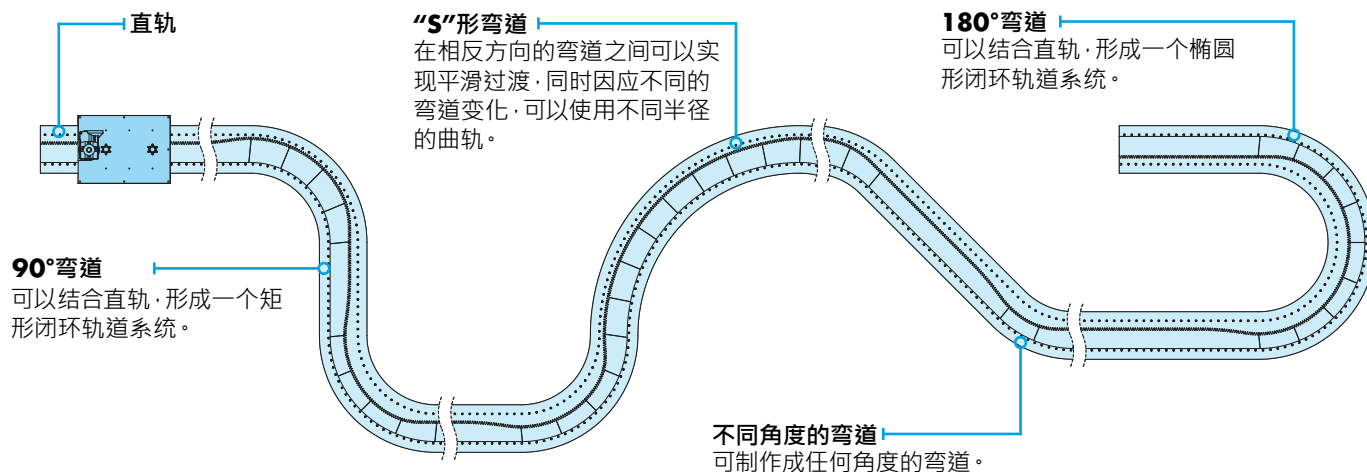 直轨
“S”形弯道
在相反方向的弯道之间可以实
现平滑过渡·同时因应不同的
弯道变化·可以使用不同半径
的曲轨。
180°弯道
可以结合直轨·形成一个椭圆
形闭环轨道系统。
90°弯道
可以结合直轨·形成一个矩
形闭环轨道系统。
不同角度的弯道
可制作成任何角度的弯道。